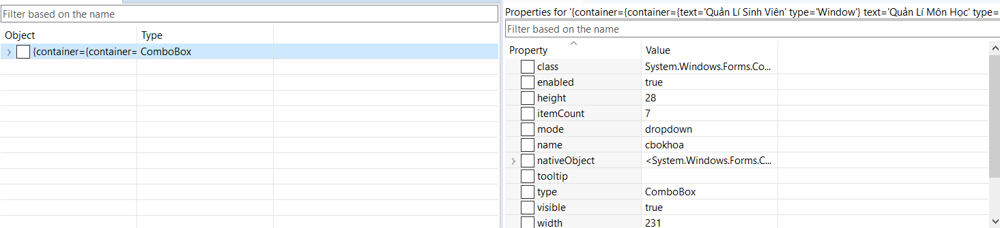 Filter based on the name
Object Type
{container={container= ComboBox
Properties for '{container={container={text='Quản Lí Sinh Viên' type='Window'} text='Quản Lí Môn Học' type=
Filter based on the name
Property Value
class System.Windows.Forms.Co...
enabled true
height 28
itemCount 7
mode dropdown
name cbokhoa
nativeObject <System.Windows.Forms.C...
tooltip
type ComboBox
visible true
width 231